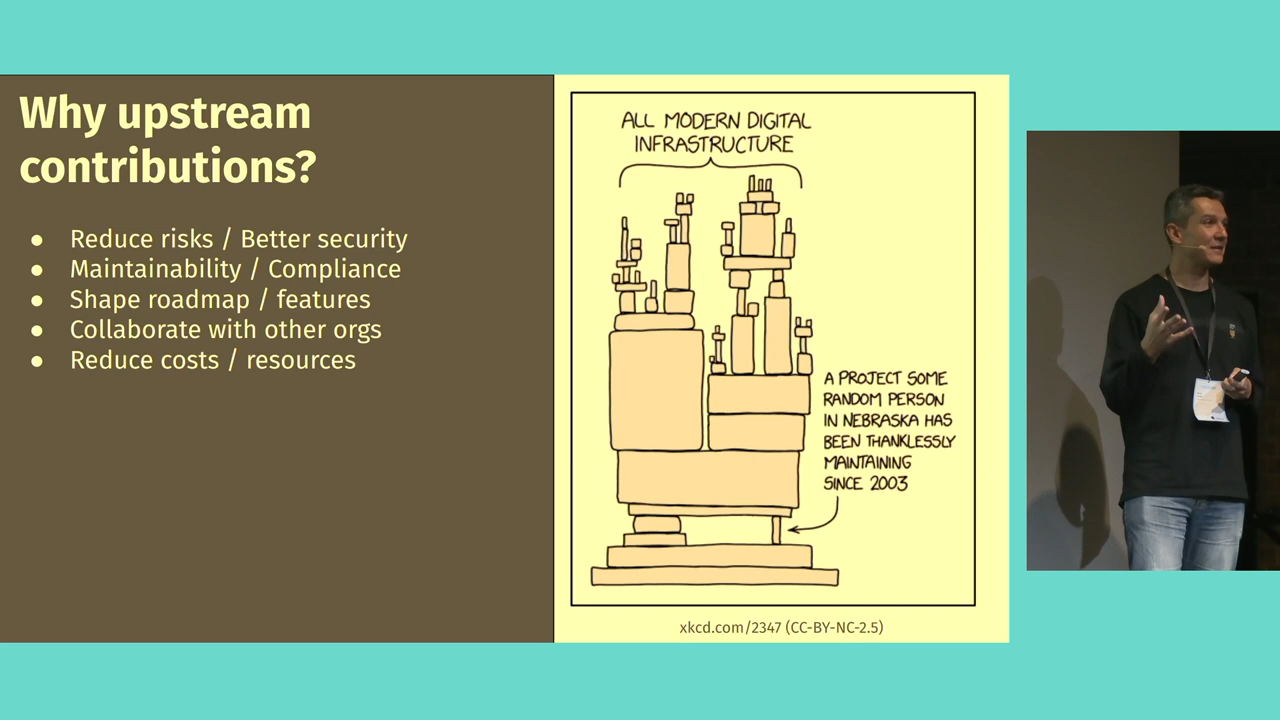 Why upstream
contributions?
● Reduce risks / Better security
● Maintainability / Compliance
● Shape roadmap / features
● Collaborate with other orgs
● Reduce costs / resources
ALL MODERN DIGITAL
INFRASTRUCTURE
A PROJECT SOME
RANDOM PERSON
IN NEBRASKA HAS
BEEN THANKLESSLY
MAINTAINING
SINCE 2003
xkcd.com/2347 (CC-BY-NC-2.5)